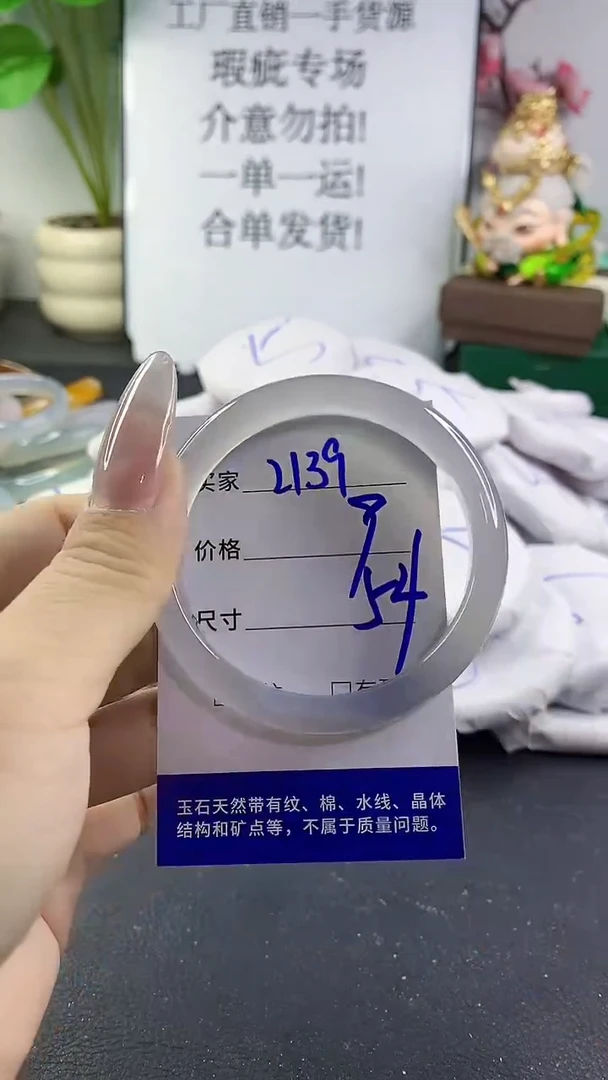 工厂直销一手货源
瑕疵专场
介意勿拍!
一单一运!
合单发货!
买家 2139
价格
尺寸 54
玉石天然带有纹、棉、水线、晶体
结构和矿点等，不属于质量问题。